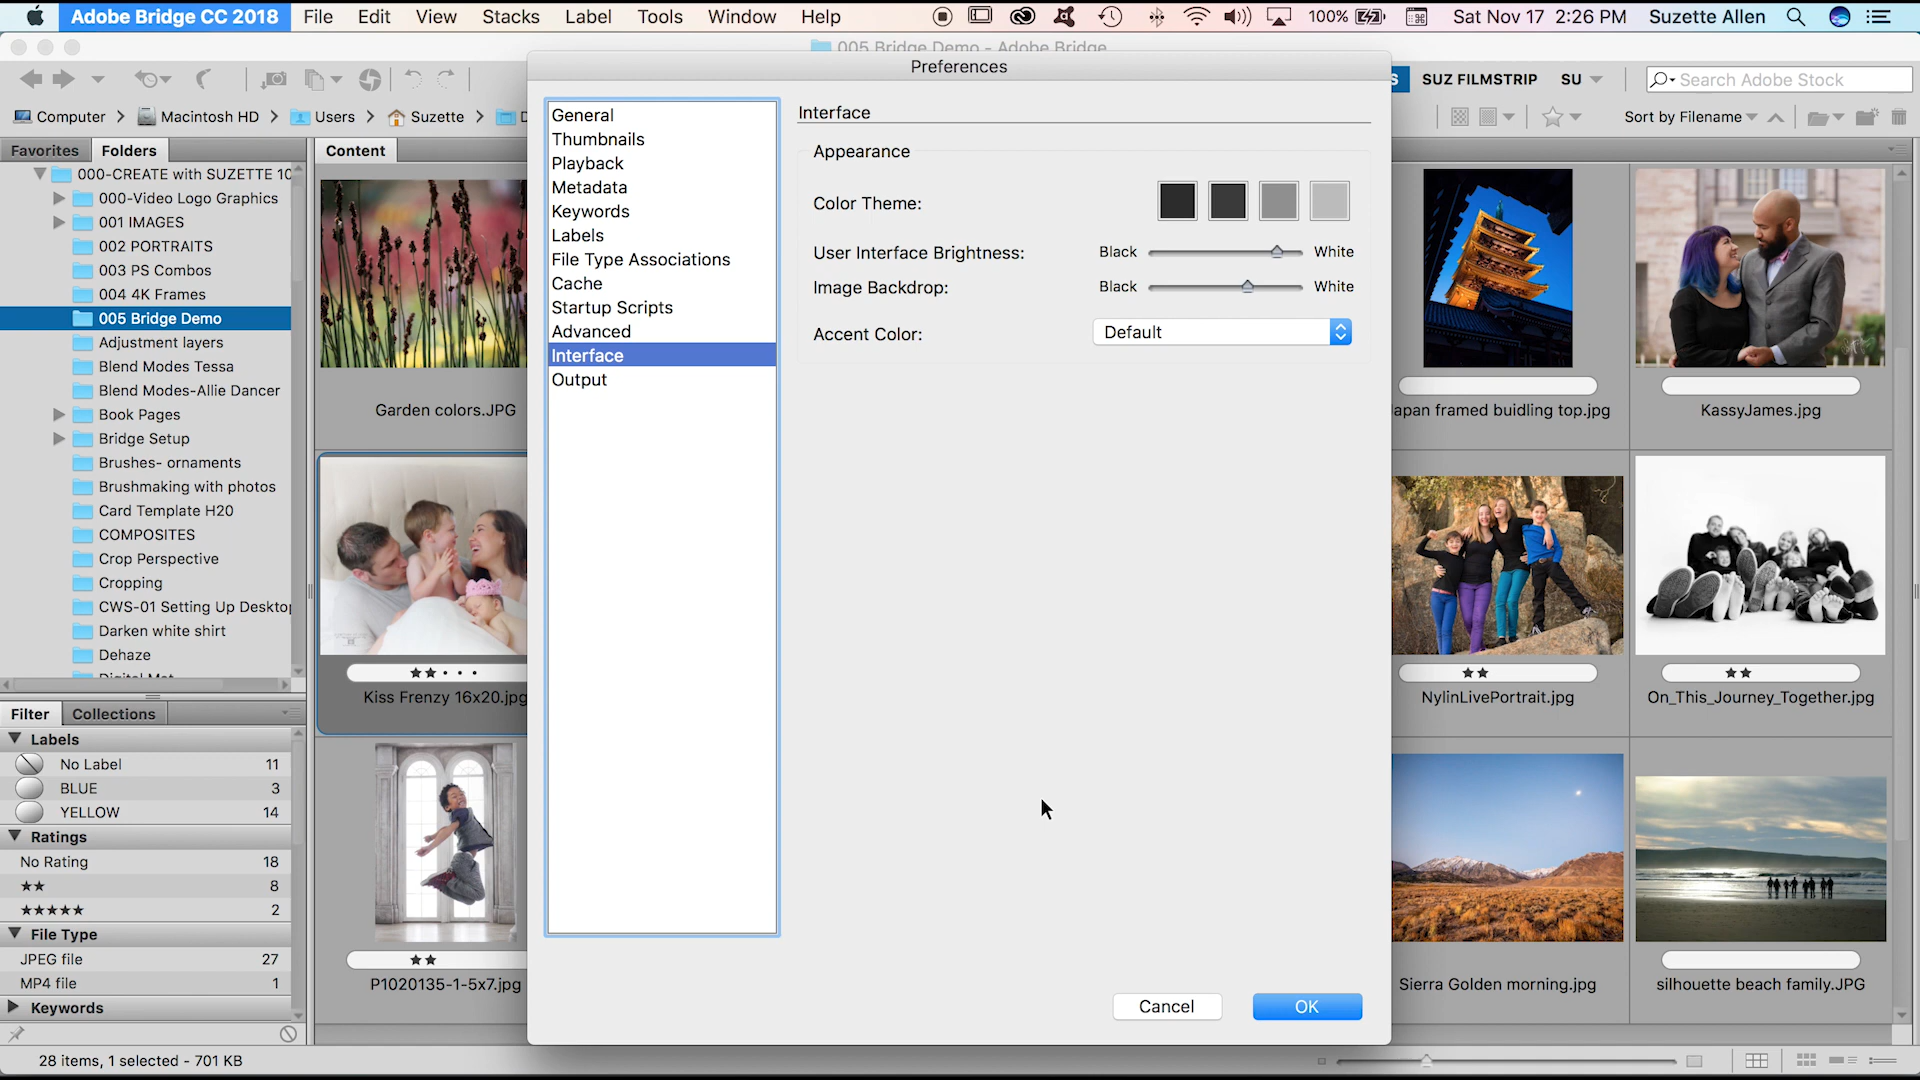 Adobe Bridge CC 2018 File Edit View Stacks Label Tools Window Help 100% Sat Nov 17 2:26 PM Suzette Allen
005 Bridge Demo - Adobe Bridge
Preferences
S SUZ FILMSTRIP SU Search Adobe Stock
Computer Macintosh HD Users Suzette D
Sort by Filename
Favorites Folders
000-CREATE with SUZETTE 10
000-Video Logo Graphics
001 IMAGES
002 PORTRAITS
003 PS Combos
004 4K Frames
005 Bridge Demo
Adjustment layers
Blend Modes Tessa
Blend Modes-Allie Dancer
Book Pages
Bridge Setup
Brushes- ornaments
Brushmaking with photos
Card Template H20
COMPOSITES
Crop Perspective
Cropping
CWS-01 Setting Up Deskto
Darken white shirt
Dehaze
Filter Collections
Labels
No Label 11
BLUE 3
YELLOW 14
Ratings
No Rating 18
★★ 8
★★★★★ 2
File Type
JPEG file 27
MP4 file 1
Keywords
28 items, 1 selected - 701 KB
Content
Garden colors.JPG
★★• • •
Kiss Frenzy 16x20.jpg
★★
P1020135-1-5x7.jpg
General
Thumbnails
Playback
Metadata
Keywords
Labels
File Type Associations
Cache
Startup Scripts
Advanced
Interface
Output
Interface
Appearance
Color Theme:
User Interface Brightness: Black White
Image Backdrop: Black White
Accent Color: Default
Cancel OK
apan framed buidling top.jpg
KassyJames.jpg
★★
NylinLivePortrait.jpg
★★
On_This_Journey_Together.jpg
Sierra Golden morning.jpg
silhouette beach family.JPG